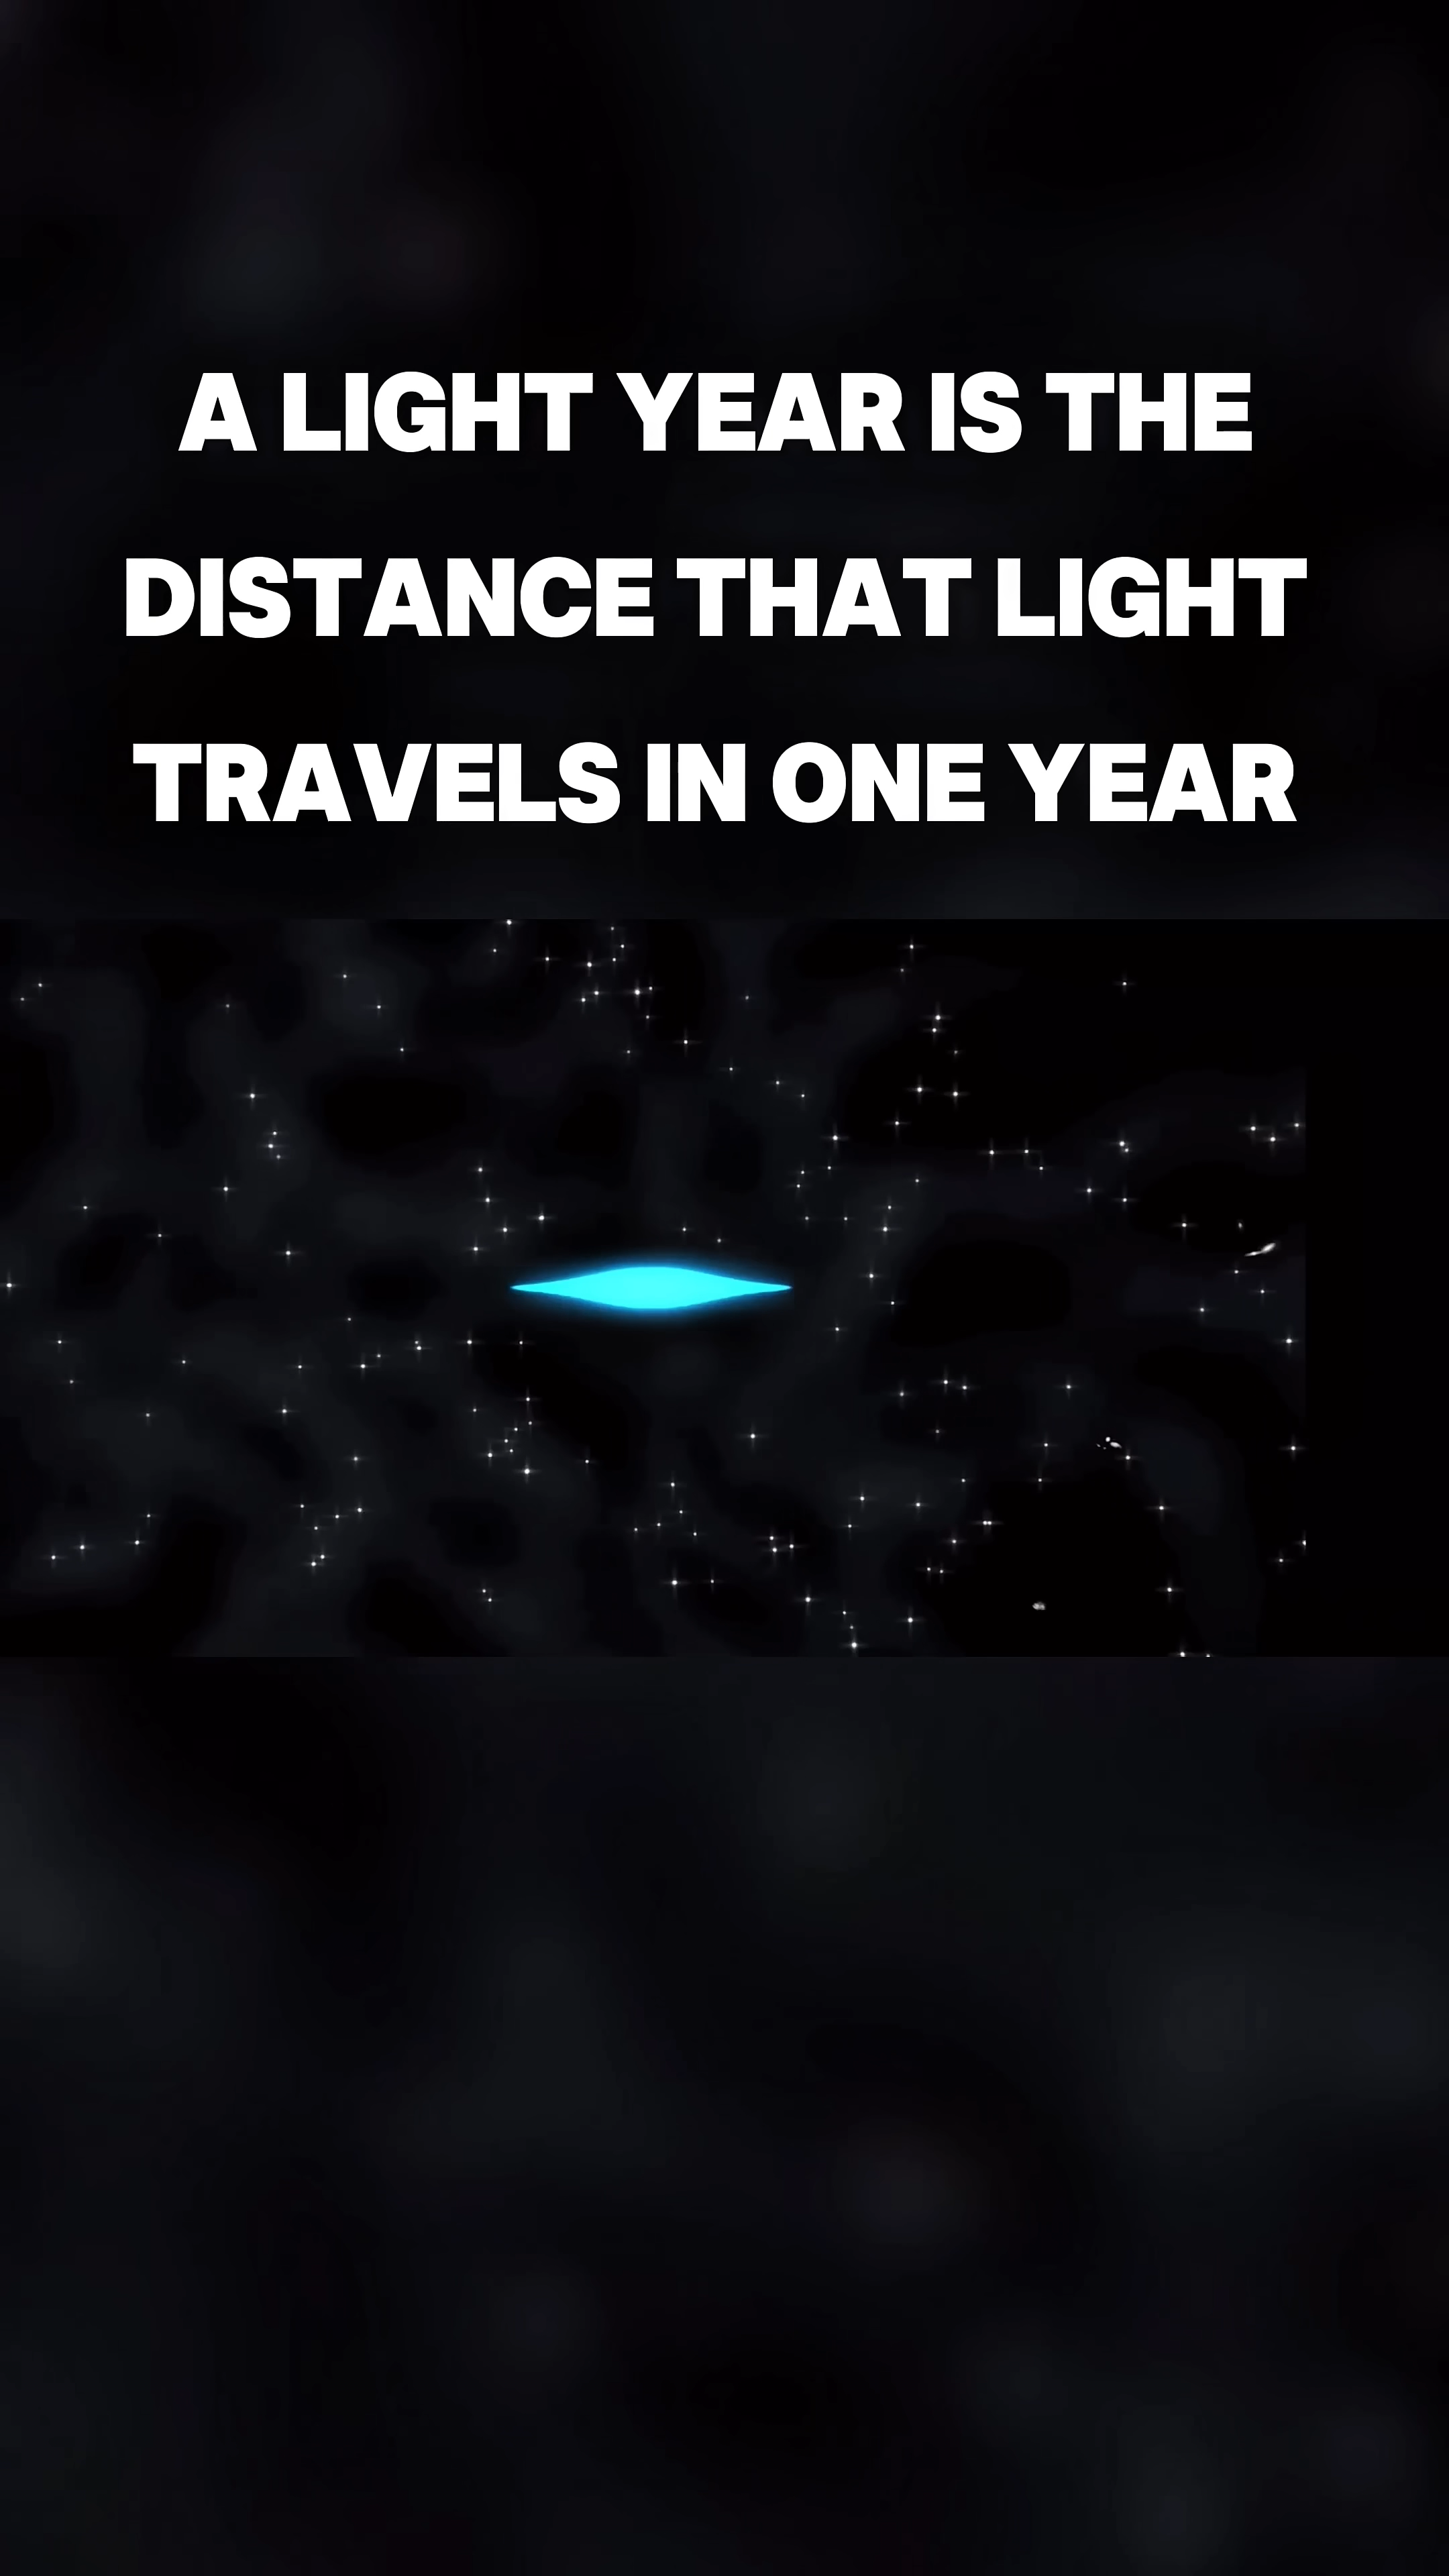 A LIGHT YEAR IS THE
DISTANCE THAT LIGHT
TRAVELS IN ONE YEAR